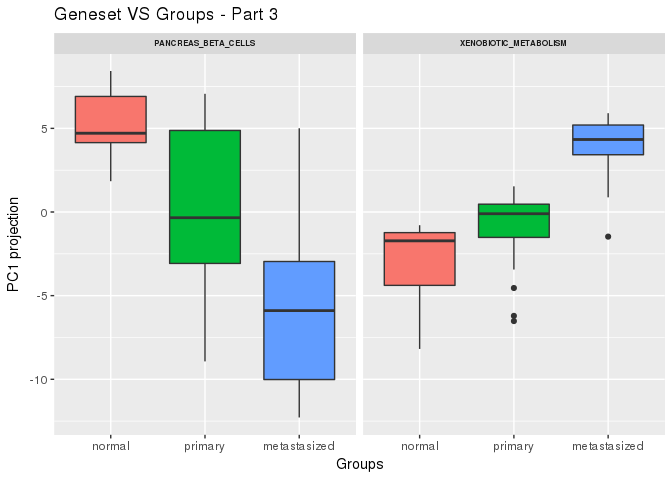 Geneset VS Groups - Part 3
PANCREAS_BETA_CELLS
XENOBIOTIC_METABOLISM
5
0
-5
-10
PC1 projection
normal
primary
metastasized
normal
primary
metastasized
Groups